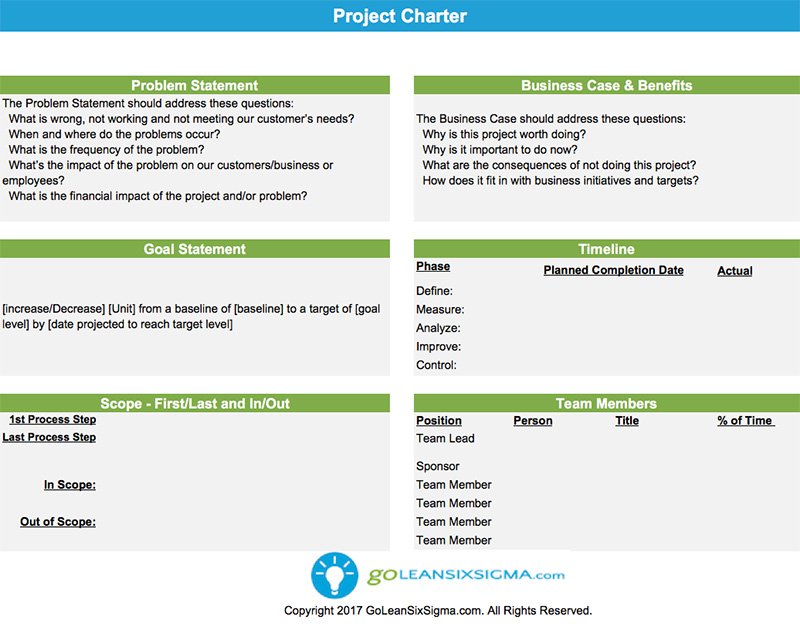 Project Charter
Problem Statement
The Problem Statement should address these questions:
What is wrong, not working and not meeting our customer's needs?
When and where do the problems occur?
What is the frequency of the problem?
What's the impact of the problem on our customers/business or
employees?
What is the financial impact of the project and/or problem?
Business Case & Benefits
The Business Case should address these questions:
Why is this project worth doing?
Why is it important to do now?
What are the consequences of not doing this project?
How does it fit in with business initiatives and targets?
Goal Statement
[increase/Decrease] [Unit] from a baseline of [baseline] to a target of [goal
level] by [date projected to reach target level]
Timeline
Phase Planned Completion Date Actual
Define:
Measure:
Analyze:
Improve:
Control:
Scope - First/Last and In/Out
1st Process Step
Last Process Step
In Scope:
Out of Scope:
Team Members
Position Person Title % of Time
Team Lead
Sponsor
Team Member
Team Member
Team Member
Team Member
goLEANSIXSIGMA.com
Copyright 2017 GoLeanSixSigma.com. All Rights Reserved.